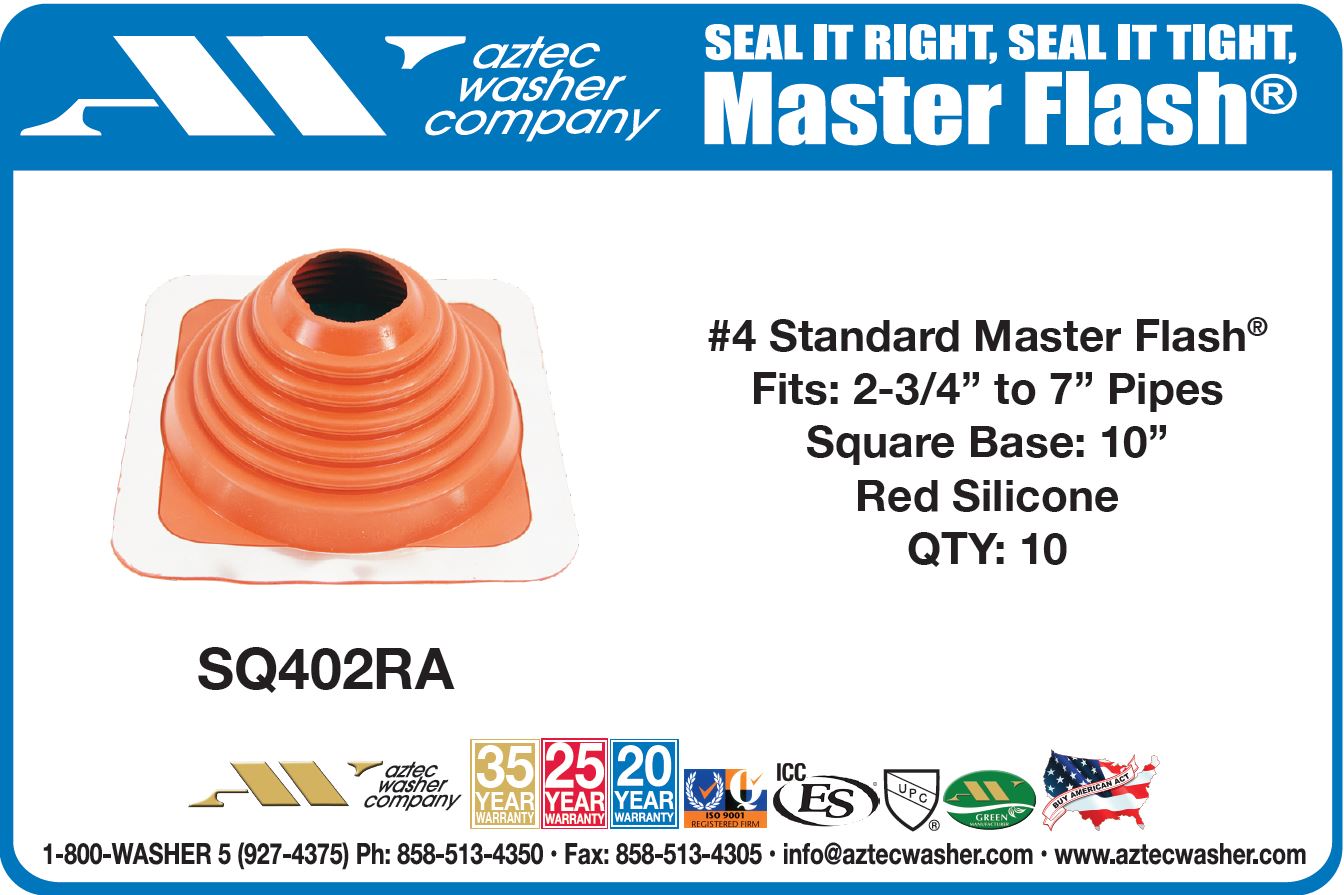 aztec
washer
company
SEAL IT RIGHT, SEAL IT TIGHT,
Master Flash®
#4 Standard Master Flash®
Fits: 2-3/4” to 7” Pipes
Square Base: 10”
Red Silicone
QTY: 10
SQ402RA
aztec
washer
company
35
YEAR
WARRANTY
25
YEAR
WARRANTY
20
YEAR
WARRANTY
Q
ISO 9001
REGISTERED FIRM
ICC
ES
UPC
®
GREEN
MANUFACTURER
BUY AMERICAN ACT
1-800-WASHER 5 (927-4375) Ph: 858-513-4350 • Fax: 858-513-4305 • info@aztecwasher.com • www.aztecwasher.com